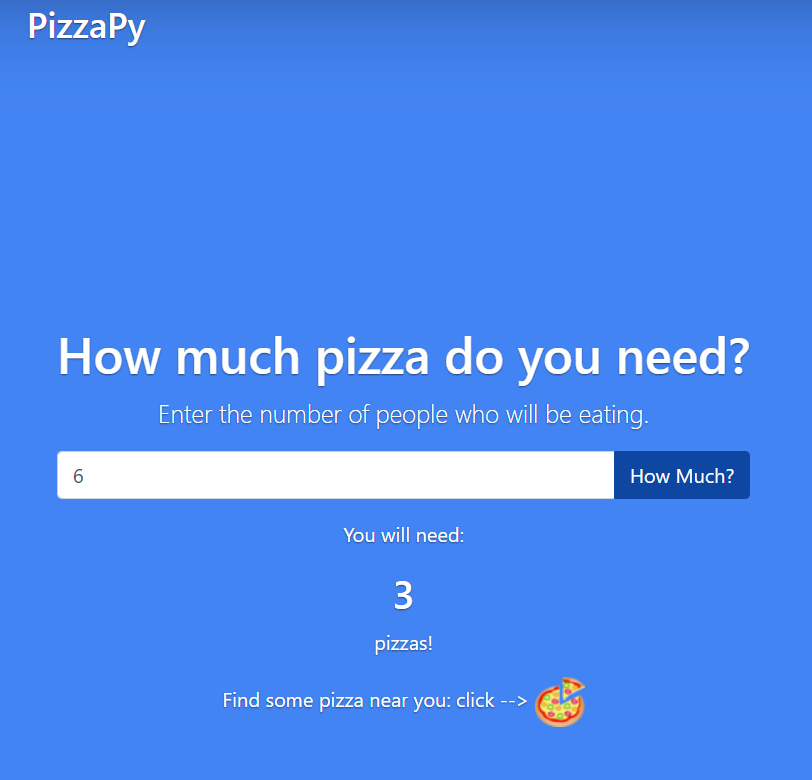 PizzaPy
How much pizza do you need?
Enter the number of people who will be eating.
6
How Much?
You will need:
3
pizzas!
Find some pizza near you: click -->